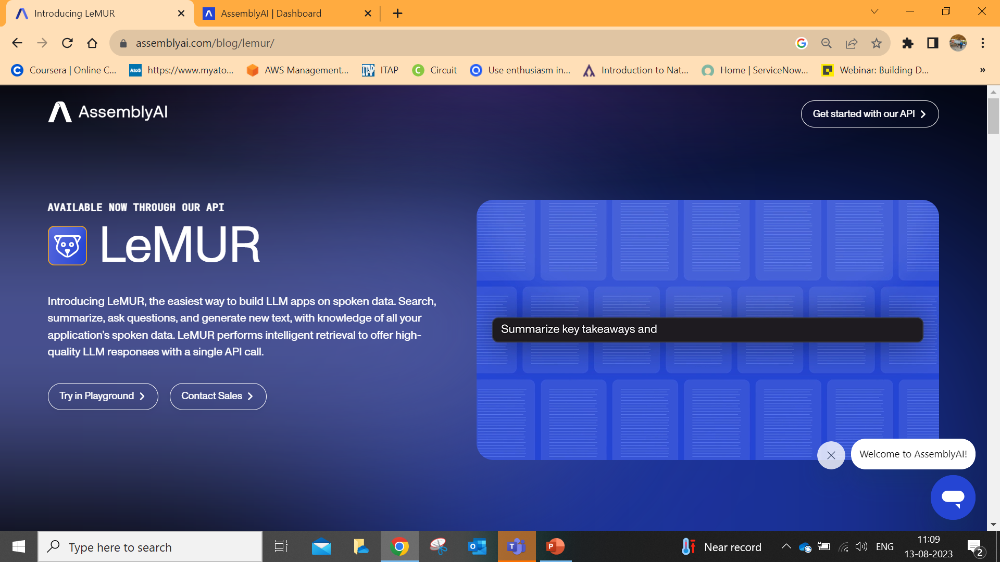 Introducing LeMUR
AssemblyAI | Dashboard
assemblyai.com/blog/lemur/
Coursera | Online C...
AtoS
https://www.myato...
AWS Management...
ITAP
ITAP
Circuit
Use enthusiasm in...
Introduction to Nat...
Home | ServiceNow...
Webinar: Building D...
AssemblyAI
Get started with our API
AVAILABLE NOW THROUGH OUR API
LeMUR
Introducing LeMUR, the easiest way to build LLM apps on spoken data. Search,
summarize, ask questions, and generate new text, with knowledge of all your
application's spoken data. LeMUR performs intelligent retrieval to offer high-
quality LLM responses with a single API call.
Try in Playground
Contact Sales
Summarize key takeaways and
Welcome to AssemblyAI!
Type here to search
Near record
ENG
11:09
13-08-2023
2